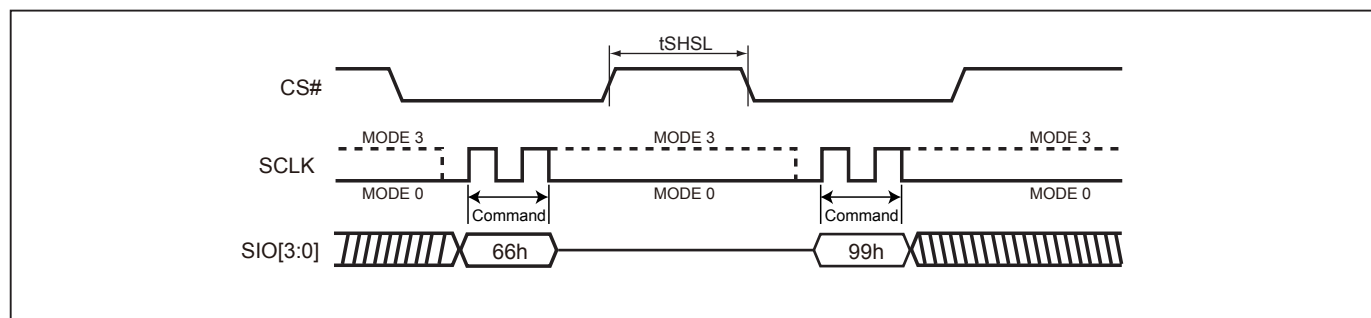 tSHSL
CS#
MODE 3 MODE 3 MODE 3
SCLK
MODE 0 MODE 0 MODE 0
Command Command
SIO[3:0] 66h 99h